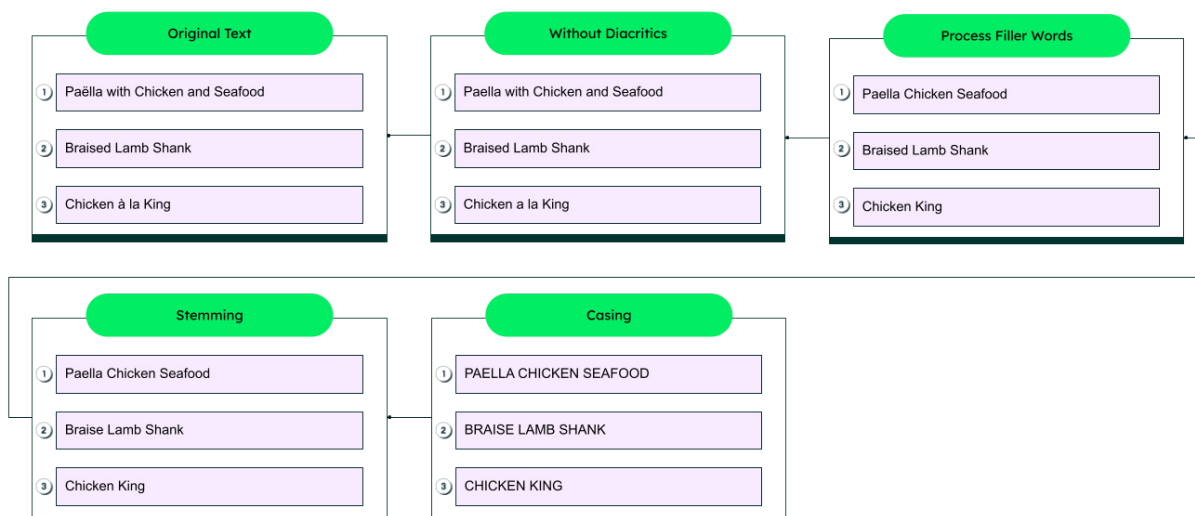 Original Text
1 Paëlla with Chicken and Seafood
2 Braised Lamb Shank
3 Chicken à la King
Without Diacritics
1 Paella with Chicken and Seafood
2 Braised Lamb Shank
3 Chicken a la King
Process Filler Words
1 Paella Chicken Seafood
2 Braised Lamb Shank
3 Chicken King
Stemming
1 Paella Chicken Seafood
2 Braise Lamb Shank
3 Chicken King
Casing
1 PAELLA CHICKEN SEAFOOD
2 BRAISE LAMB SHANK
3 CHICKEN KING